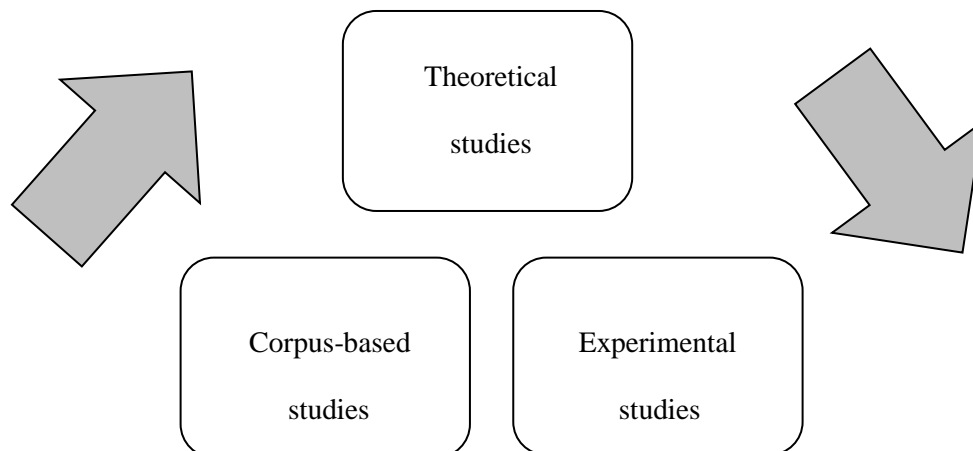 Theoretical
studies
Corpus-based
studies
Experimental
studies